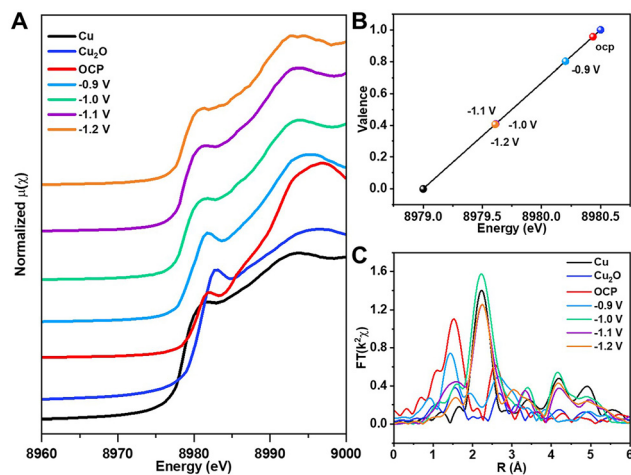 A
Cu
Cu₂O
OCP
-0.9 V
-1.0 V
-1.1 V
-1.2 V
Normalized μ(χ)
8960 8970 8980 8990 9000
Energy (eV)
B
1.0
0.8
0.6
0.4
0.2
0.0
Valence
ocp
-0.9 V
-1.1 V
-1.0 V
-1.2 V
8979.0 8979.5 8980.0 8980.5
Energy (eV)
C
1.6
1.2
0.8
0.4
0.0
FT(k²χ)
Cu
Cu₂O
OCP
-0.9 V
-1.0 V
-1.1 V
-1.2 V
0 1 2 3 4 5 6
R (Å)